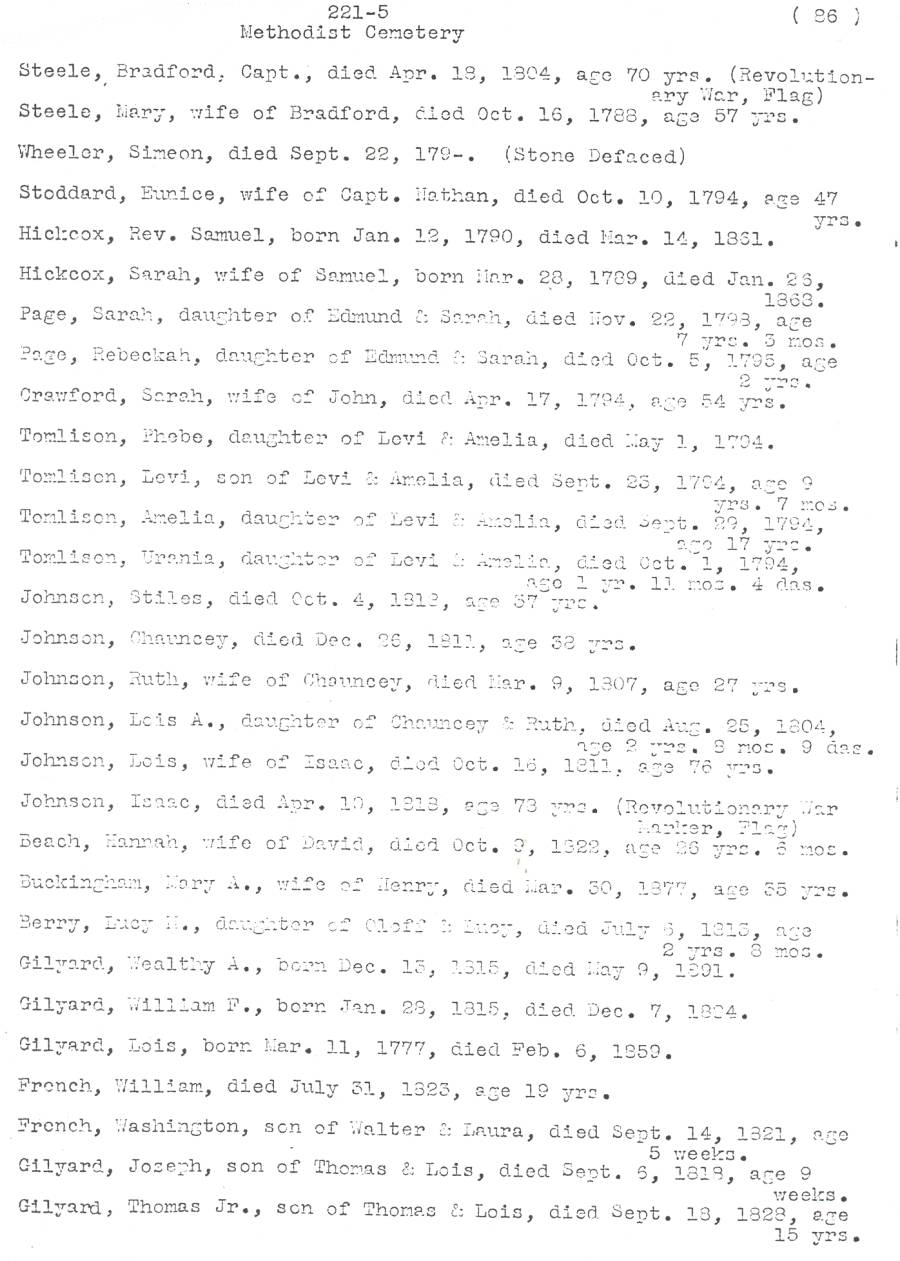 221-5
( 26 )
Methodist Cemetery
Steele, Bradford, Capt., died Apr. 18, 1804, age 70 yrs. (Revolution-
ary War, Flag)
Steele, Mary, wife of Bradford, died Oct. 16, 1788, age 57 yrs.
Wheeler, Simeon, died Sept. 22, 179-. (Stone Defaced)
Stoddard, Eunice, wife of Capt. Nathan, died Oct. 10, 1794, age 47
yrs.
Hickcox, Rev. Samuel, born Jan. 12, 1790, died Mar. 14, 1861.
Hickcox, Sarah, wife of Samuel, born Mar. 28, 1789, died Jan. 26,
1863.
Page, Sarah, daughter of Edmund & Sarah, died Nov. 22, 1798, age
7 yrs. 3 mos.
Page, Rebeckah, daughter of Edmund & Sarah, died Oct. 5, 1795, age
2 yrs.
Crawford, Sarah, wife of John, died Apr. 17, 1794, age 54 yrs.
Tomlison, Phebe, daughter of Levi & Amelia, died May 1, 1794.
Tomlison, Levi, son of Levi & Amelia, died Sept. 23, 1794, age 9
yrs. 7 mos.
Tomlison, Amelia, daughter of Levi & Amelia, died Sept. 29, 1794,
age 17 yrs.
Tomlison, Urania, daughter of Levi & Amelia, died Oct. 1, 1794,
age 1 yr. 11 mos. 4 das.
Johnson, Stiles, died Oct. 4, 1818, age 37 yrs.
Johnson, Chauncey, died Dec. 26, 1811, age 38 yrs.
Johnson, Ruth, wife of Chauncey, died Mar. 9, 1807, age 27 yrs.
Johnson, Lois A., daughter of Chauncey & Ruth, died Aug. 25, 1804,
age 2 yrs. 8 mos. 9 das.
Johnson, Lois, wife of Isaac, died Oct. 16, 1811, age 76 yrs.
Johnson, Isaac, died Apr. 10, 1813, age 78 yrs. (Revolutionary War
Marker, Flag)
Beach, Hannah, wife of David, died Oct. 9, 1822, age 26 yrs. 6 mos.
Buckingham, Mary A., wife of Henry, died Mar. 30, 1877, age 35 yrs.
Berry, Lucy M., daughter of Oloff & Lucy, died July 6, 1813, age
2 yrs. 8 mos.
Gilyard, Wealthy A., born Dec. 13, 1815, died May 9, 1891.
Gilyard, William F., born Jan. 28, 1815, died Dec. 7, 1894.
Gilyard, Lois, born Mar. 11, 1777, died Feb. 6, 1859.
French, William, died July 31, 1823, age 19 yrs.
French, Washington, son of Walter & Laura, died Sept. 14, 1821, age
5 weeks.
Gilyard, Joseph, son of Thomas & Lois, died Sept. 6, 1818, age 9
weeks.
Gilyard, Thomas Jr., son of Thomas & Lois, died Sept. 18, 1828, age
15 yrs.